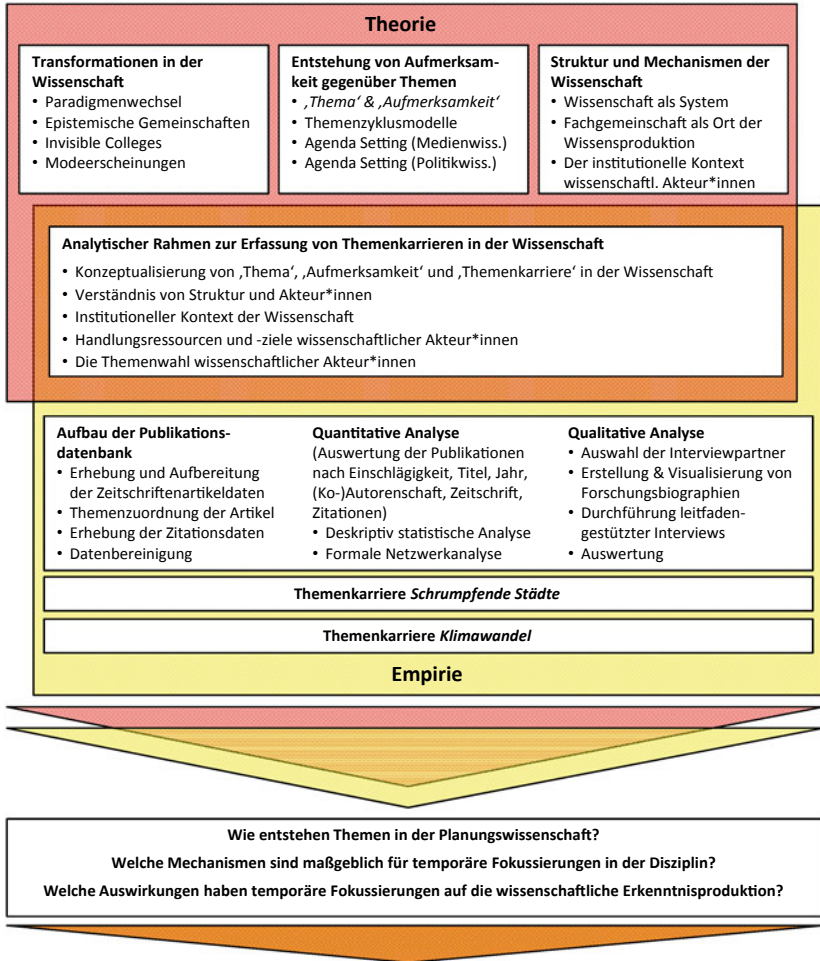 Theorie
Transformationen in der
Wissenschaft
• Paradigmenwechsel
• Epistemische Gemeinschaften
• Invisible Colleges
• Modeerscheinungen
Entstehung von Aufmerksam-
keit gegenüber Themen
• ‚Thema‘ & ‚Aufmerksamkeit‘
• Themenzyklusmodelle
• Agenda Setting (Medienwiss.)
• Agenda Setting (Politikwiss.)
Struktur und Mechanismen der
Wissenschaft
• Wissenschaft als System
• Fachgemeinschaft als Ort der
Wissensproduktion
• Der institutionelle Kontext
wissenschaftl. Akteur*innen
Analytischer Rahmen zur Erfassung von Themenkarrieren in der Wissenschaft
• Konzeptualisierung von ‚Thema‘, ‚Aufmerksamkeit‘ und ‚Themenkarriere‘ in der Wissenschaft
• Verständnis von Struktur und Akteur*innen
• Institutioneller Kontext der Wissenschaft
• Handlungsressourcen und -ziele wissenschaftlicher Akteur*innen
• Die Themenwahl wissenschaftlicher Akteur*innen
Aufbau der Publikations-
datenbank
• Erhebung und Aufbereitung
der Zeitschriftenartikeldaten
• Themenzuordnung der Artikel
• Erhebung der Zitationsdaten
• Datenbereinigung
Quantitative Analyse
(Auswertung der Publikationen
nach Einschlägigkeit, Titel, Jahr,
(Ko-)Autorenschaft, Zeitschrift,
Zitationen)
• Deskriptiv statistische Analyse
• Formale Netzwerkanalyse
Qualitative Analyse
• Auswahl der Interviewpartner
• Erstellung & Visualisierung von
Forschungsbiographien
• Durchführung leitfaden-
gestützter Interviews
• Auswertung
Themenkarriere Schrumpfende Städte
Themenkarriere Klimawandel
Empirie
Wie entstehen Themen in der Planungswissenschaft?
Welche Mechanismen sind maßgeblich für temporäre Fokussierungen in der Disziplin?
Welche Auswirkungen haben temporäre Fokussierungen auf die wissenschaftliche Erkenntnisproduktion?